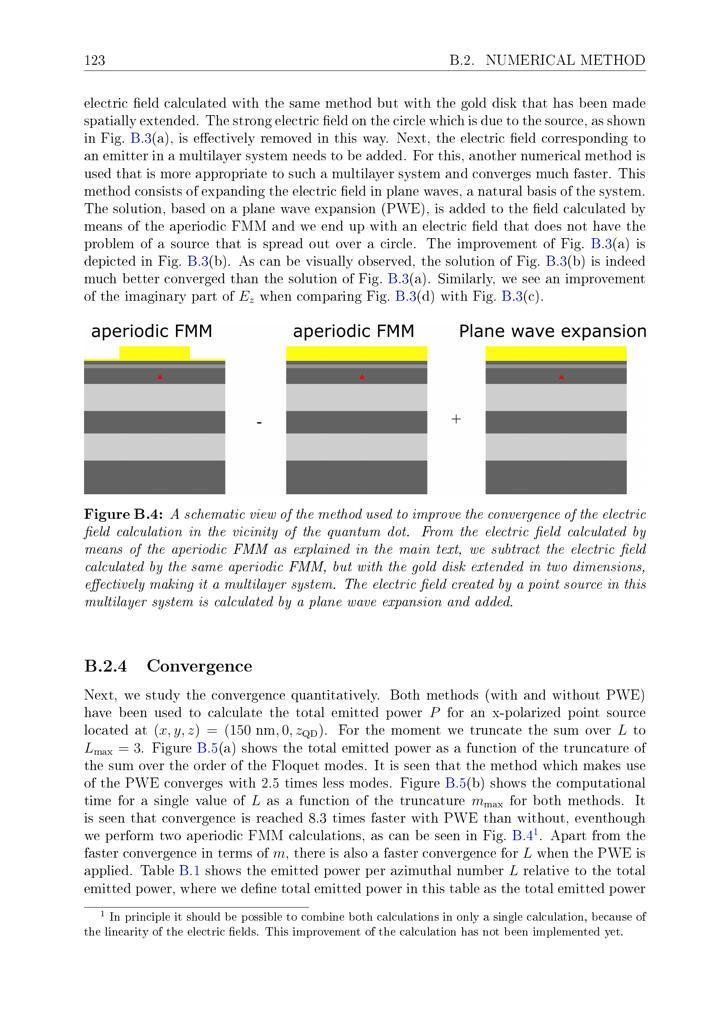 123 B.2. NUMERICAL METHOD
electric field calculated with the same method but with the gold disk that has been made
spatially extended. The strong electric field on the circle which is due to the source, as shown
in Fig. B.3(a), is effectively removed in this way. Next, the electric field corresponding to
an emitter in a multilayer system needs to be added. For this, another numerical method is
used that is more appropriate to such a multilayer system and converges much faster. This
method consists of expanding the electric field in plane waves, a natural basis of the system.
The solution, based on a plane wave expansion (PWE), is added to the field calculated by
means of the aperiodic FMM and we end up with an electric field that does not have the
problem of a source that is spread out over a circle. The improvement of Fig. B.3(a) is
depicted in Fig. B.3(b). As can be visually observed, the solution of Fig. B.3(b) is indeed
much better converged than the solution of Fig. B.3(a). Similarly, we see an improvement
of the imaginary part of E_z when comparing Fig. B.3(d) with Fig. B.3(c).
aperiodic FMM aperiodic FMM Plane wave expansion
- +
Figure B.4: A schematic view of the method used to improve the convergence of the electric
field calculation in the vicinity of the quantum dot. From the electric field calculated by
means of the aperiodic FMM as explained in the main text, we subtract the electric field
calculated by the same aperiodic FMM, but with the gold disk extended in two dimensions,
effectively making it a multilayer system. The electric field created by a point source in this
multilayer system is calculated by a plane wave expansion and added.
B.2.4 Convergence
Next, we study the convergence quantitatively. Both methods (with and without PWE)
have been used to calculate the total emitted power P for an x-polarized point source
located at (x, y, z) = (150 nm, 0, z_QD). For the moment we truncate the sum over L to
L_max = 3. Figure B.5(a) shows the total emitted power as a function of the truncature of
the sum over the order of the Floquet modes. It is seen that the method which makes use
of the PWE converges with 2.5 times less modes. Figure B.5(b) shows the computational
time for a single value of L as a function of the truncature m_max for both methods. It
is seen that convergence is reached 8.3 times faster with PWE than without, eventhough
we perform two aperiodic FMM calculations, as can be seen in Fig. B.4¹. Apart from the
faster convergence in terms of m, there is also a faster convergence for L when the PWE is
applied. Table B.1 shows the emitted power per azimuthal number L relative to the total
emitted power, where we define total emitted power in this table as the total emitted power
¹ In principle it should be possible to combine both calculations in only a single calculation, because of
the linearity of the electric fields. This improvement of the calculation has not been implemented yet.